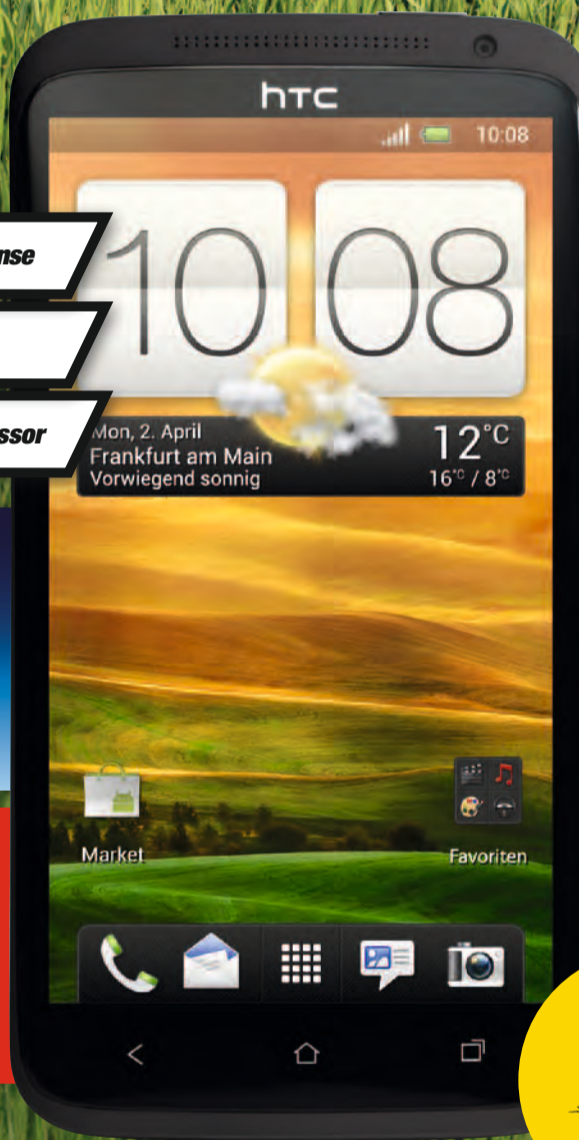 htc
10:08
10 08
nse
ssor
Mon, 2. April
Frankfurt am Main
Vorwiegend sonnig
12°C
16°C / 8°C
Market
Favoriten